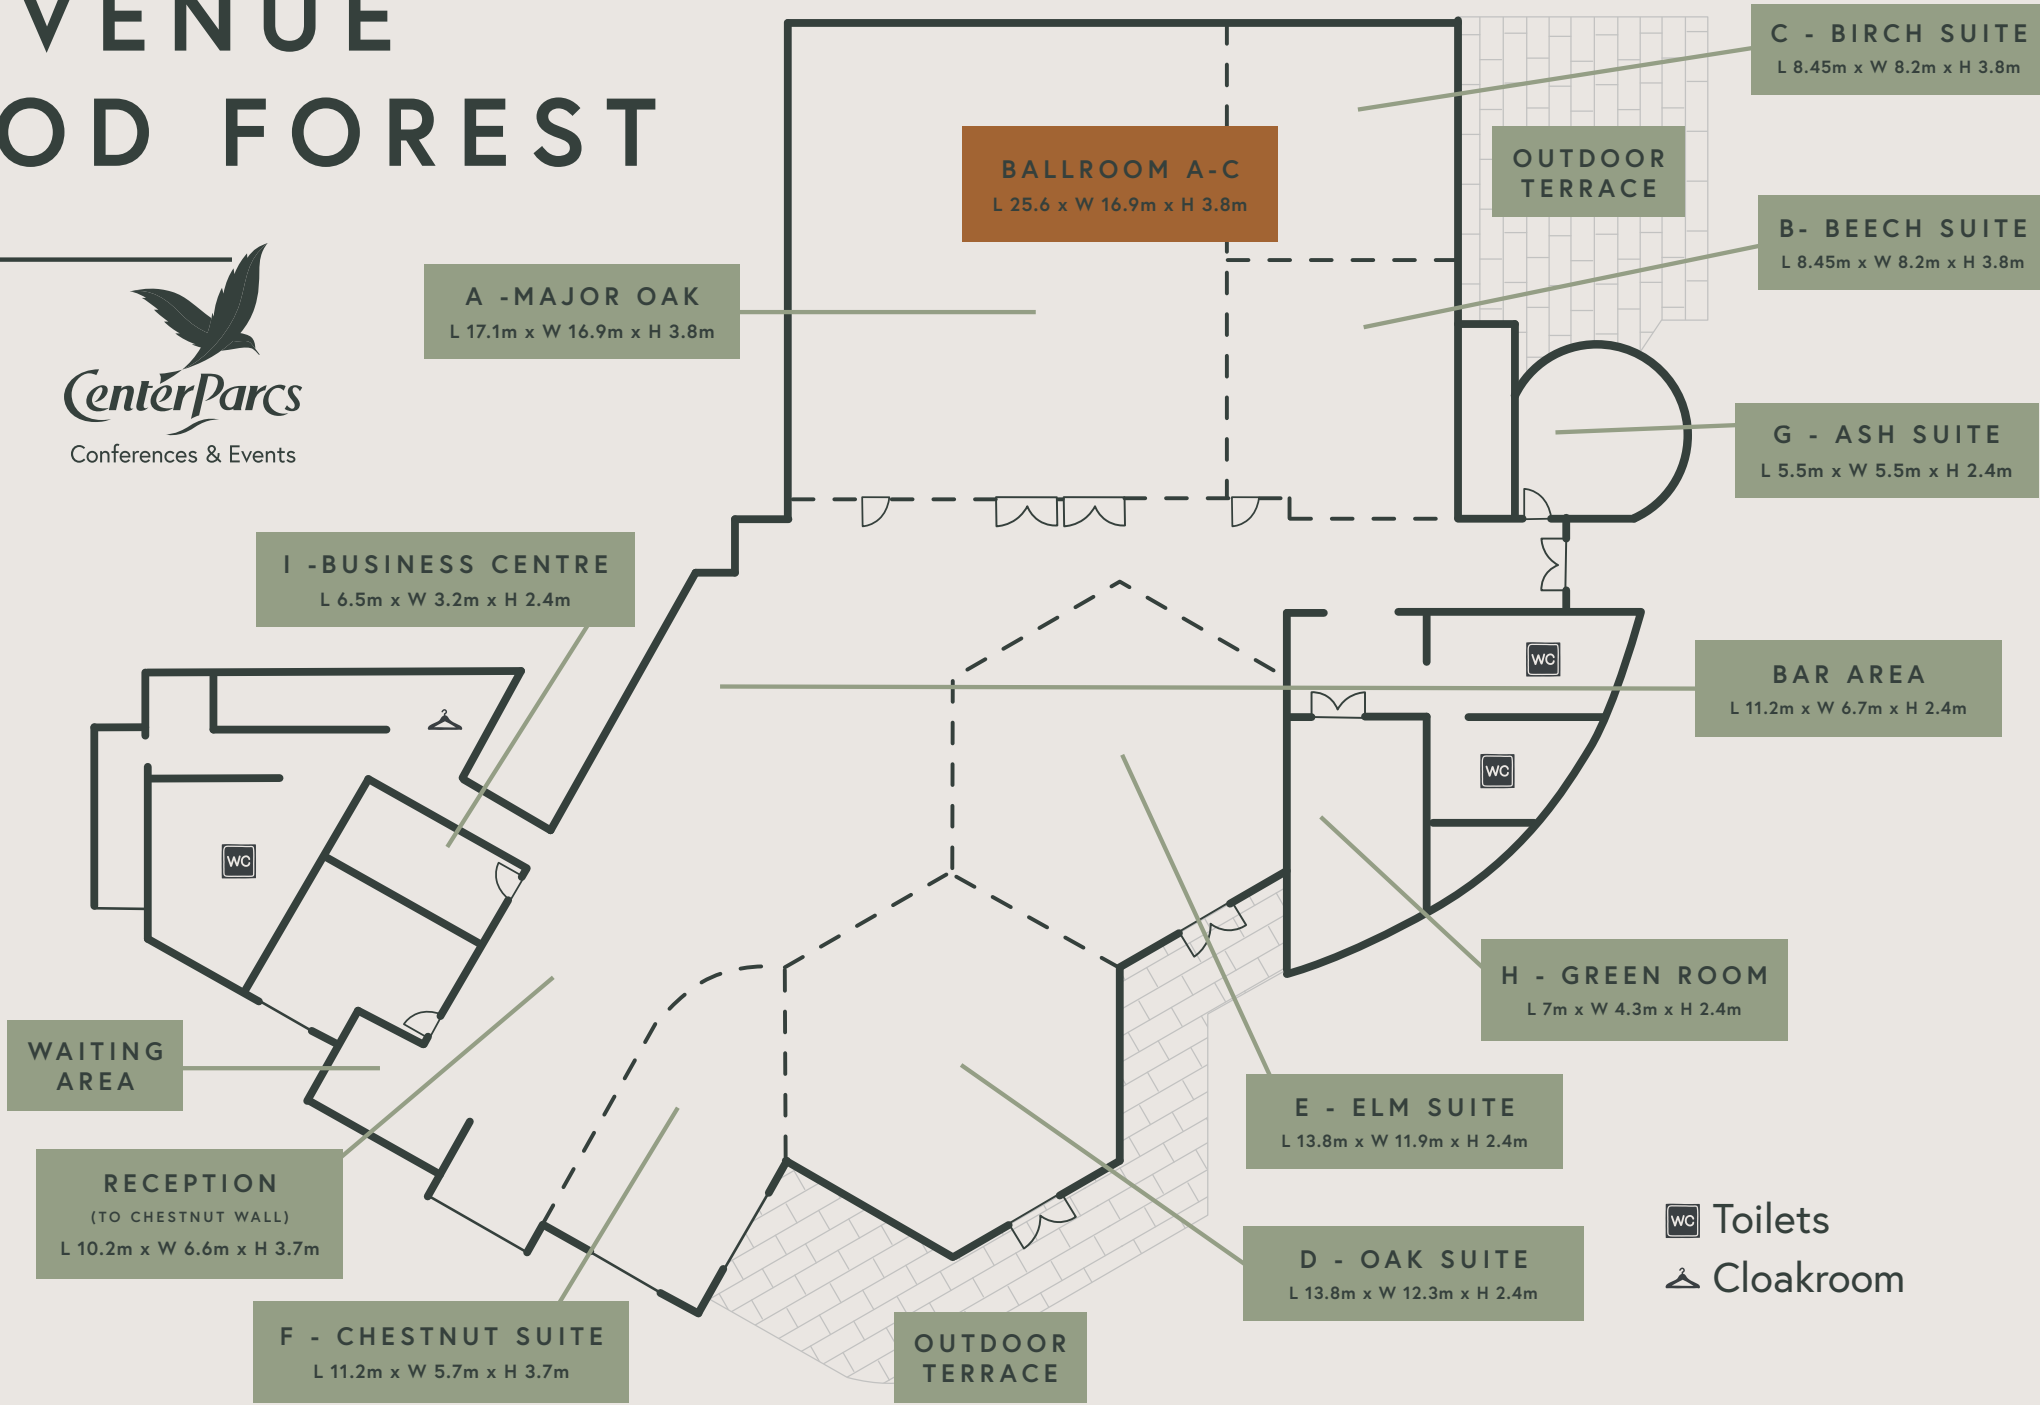 VENUE
OD FOREST
CenterParcs
Conferences & Events
C - BIRCH SUITE
L 8.45m x W 8.2m x H 3.8m
BALLROOM A-C
L 25.6 x W 16.9m x H 3.8m
OUTDOOR
TERRACE
B- BEECH SUITE
L 8.45m x W 8.2m x H 3.8m
A -MAJOR OAK
L 17.1m x W 16.9m x H 3.8m
G - ASH SUITE
L 5.5m x W 5.5m x H 2.4m
I -BUSINESS CENTRE
L 6.5m x W 3.2m x H 2.4m
WC
BAR AREA
L 11.2m x W 6.7m x H 2.4m
WC
WC
H - GREEN ROOM
L 7m x W 4.3m x H 2.4m
WAITING
AREA
E - ELM SUITE
L 13.8m x W 11.9m x H 2.4m
RECEPTION
(TO CHESTNUT WALL)
L 10.2m x W 6.6m x H 3.7m
D - OAK SUITE
L 13.8m x W 12.3m x H 2.4m
WC Toilets
Cloakroom
F - CHESTNUT SUITE
L 11.2m x W 5.7m x H 3.7m
OUTDOOR
TERRACE